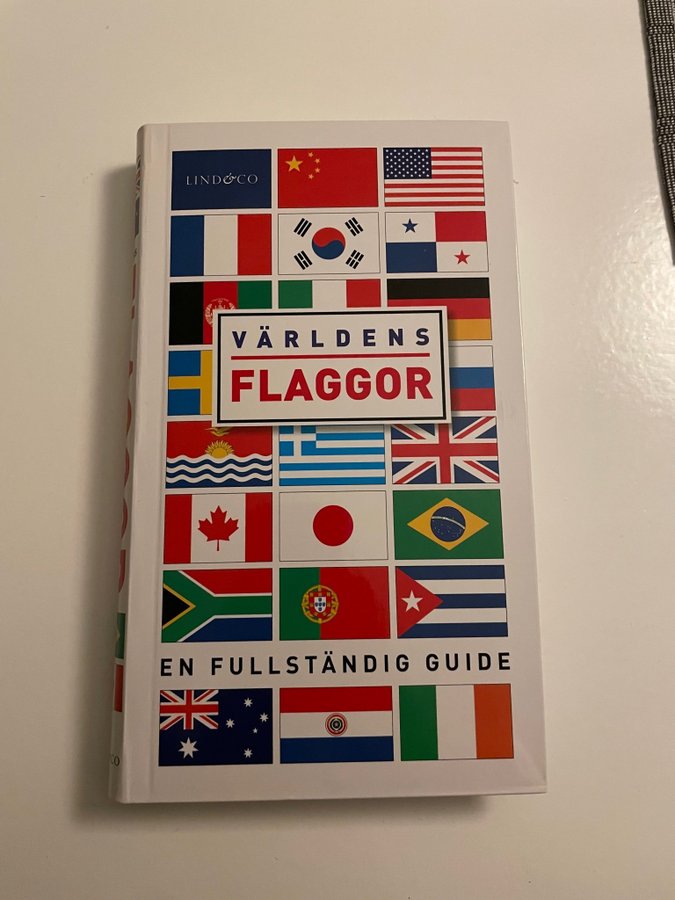 LIND&CO
VÄRLDENS
FLAGGOR
EN FULLSTÄNDIG GUIDE